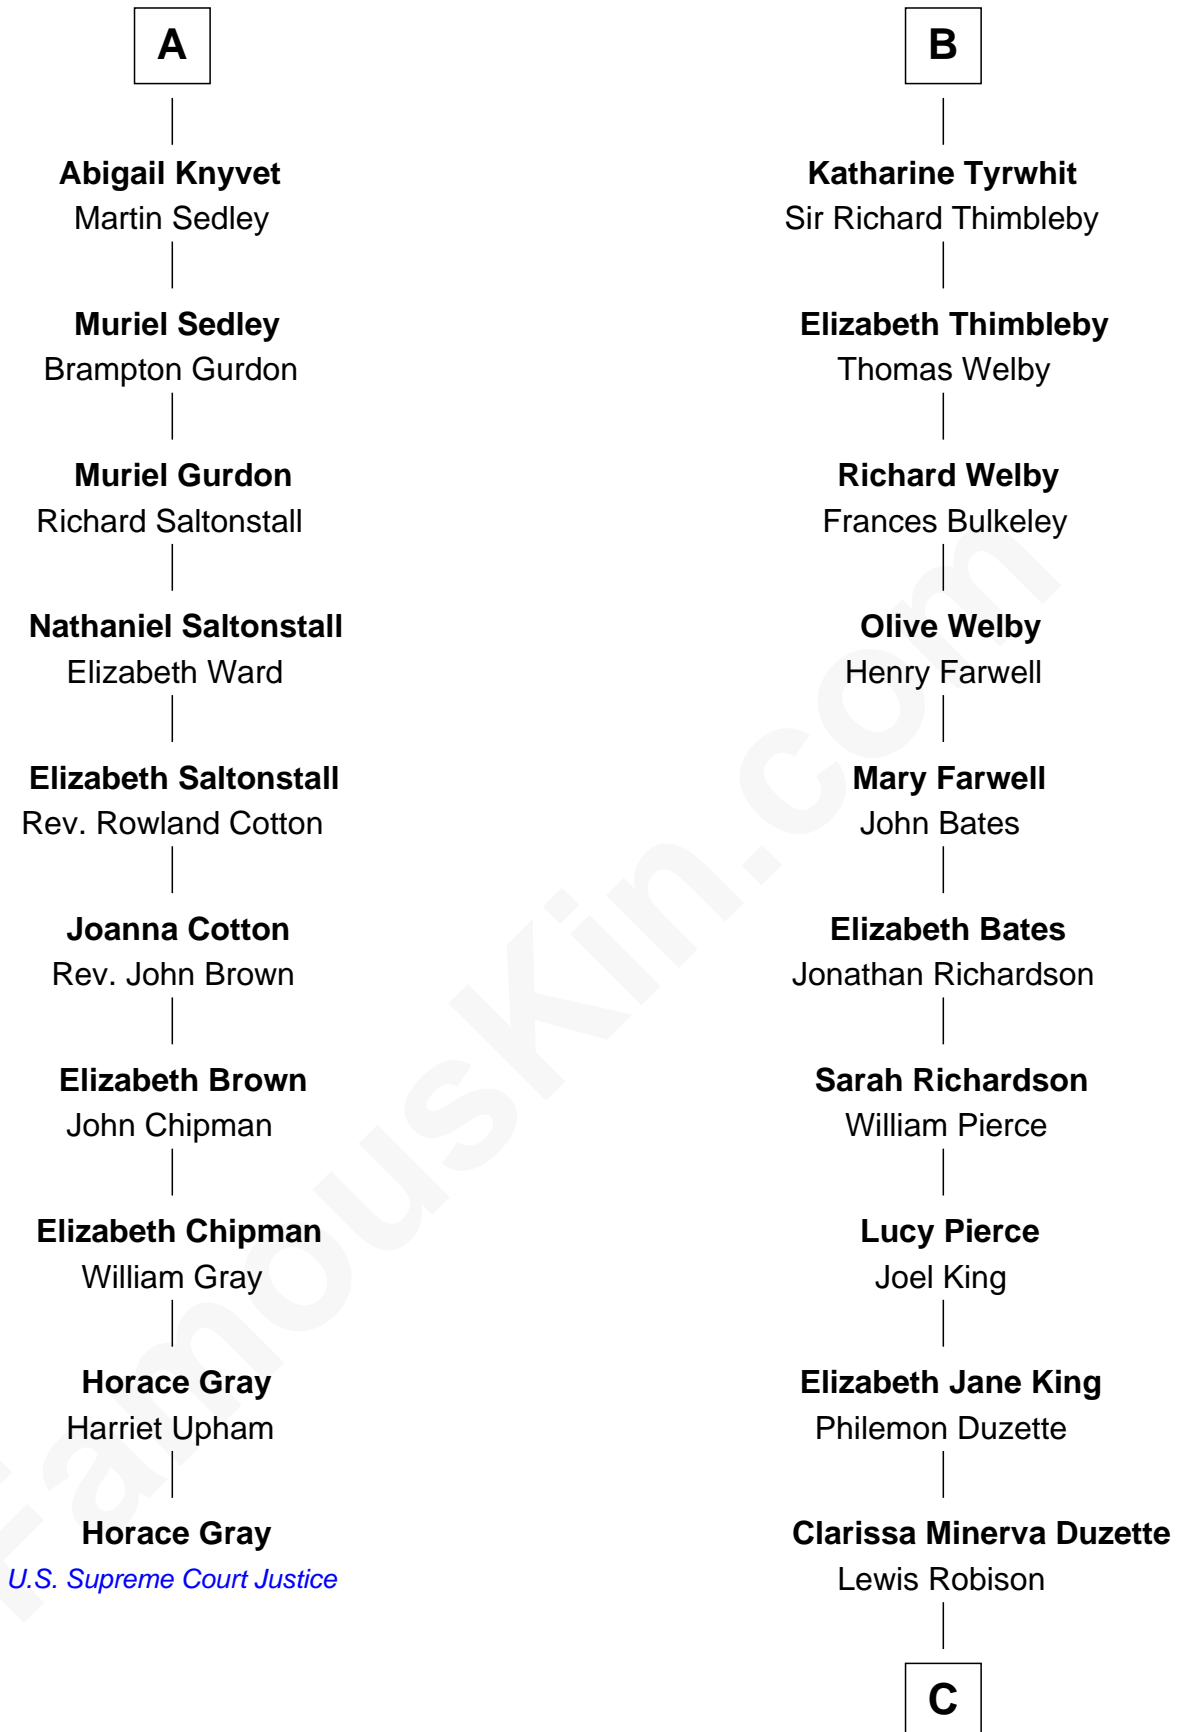 A
Abigail Knyvet
Martin Sedley
Muriel Sedley
Brampton Gurdon
Muriel Gurdon
Richard Saltonstall
Nathaniel Saltonstall
Elizabeth Ward
Elizabeth Saltonstall
Rev. Rowland Cotton
Joanna Cotton
Rev. John Brown
Elizabeth Brown
John Chipman
Elizabeth Chipman
William Gray
Horace Gray
Harriet Upham
Horace Gray
U.S. Supreme Court Justice
B
Katharine Tyrwhit
Sir Richard Thimbleby
Elizabeth Thimbleby
Thomas Welby
Richard Welby
Frances Bulkeley
Olive Welby
Henry Farwell
Mary Farwell
John Bates
Elizabeth Bates
Jonathan Richardson
Sarah Richardson
William Pierce
Lucy Pierce
Joel King
Elizabeth Jane King
Philemon Duzette
Clarissa Minerva Duzette
Lewis Robison
C
FamousKin.com